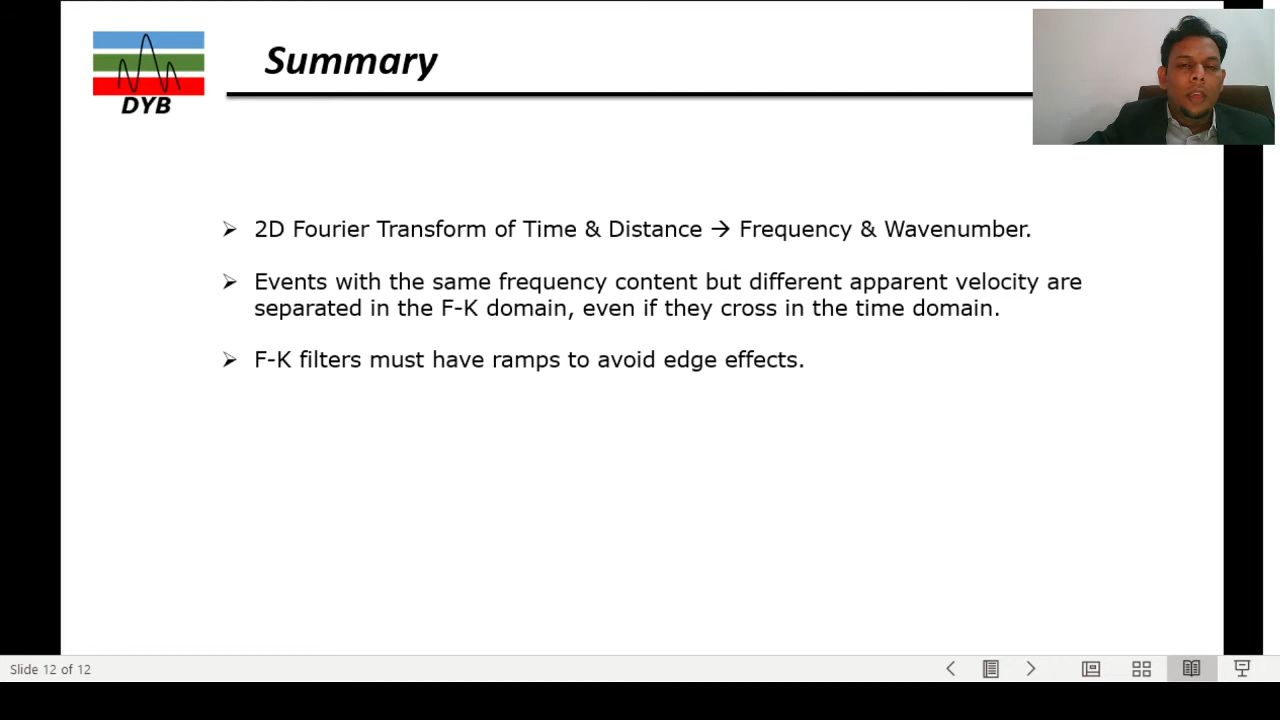 Summary
DYB
➢ 2D Fourier Transform of Time & Distance → Frequency & Wavenumber.
➢ Events with the same frequency content but different apparent velocity are
separated in the F-K domain, even if they cross in the time domain.
➢ F-K filters must have ramps to avoid edge effects.
Slide 12 of 12